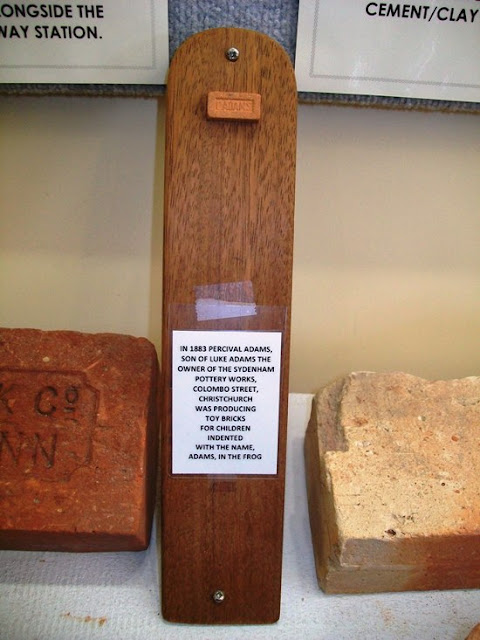 ONGSIDE THE
WAY STATION.
CEMENT/CLAY
ADAMS
IN 1883 PERCIVAL ADAMS,
SON OF LUKE ADAMS THE
OWNER OF THE SYDENHAM
POTTERY WORKS,
COLOMBO STREET,
CHRISTCHURCH
WAS PRODUCING
TOY BRICKS
FOR CHILDREN
INDENTED
WITH THE NAME,
ADAMS, IN THE FROG
K Cº
NN